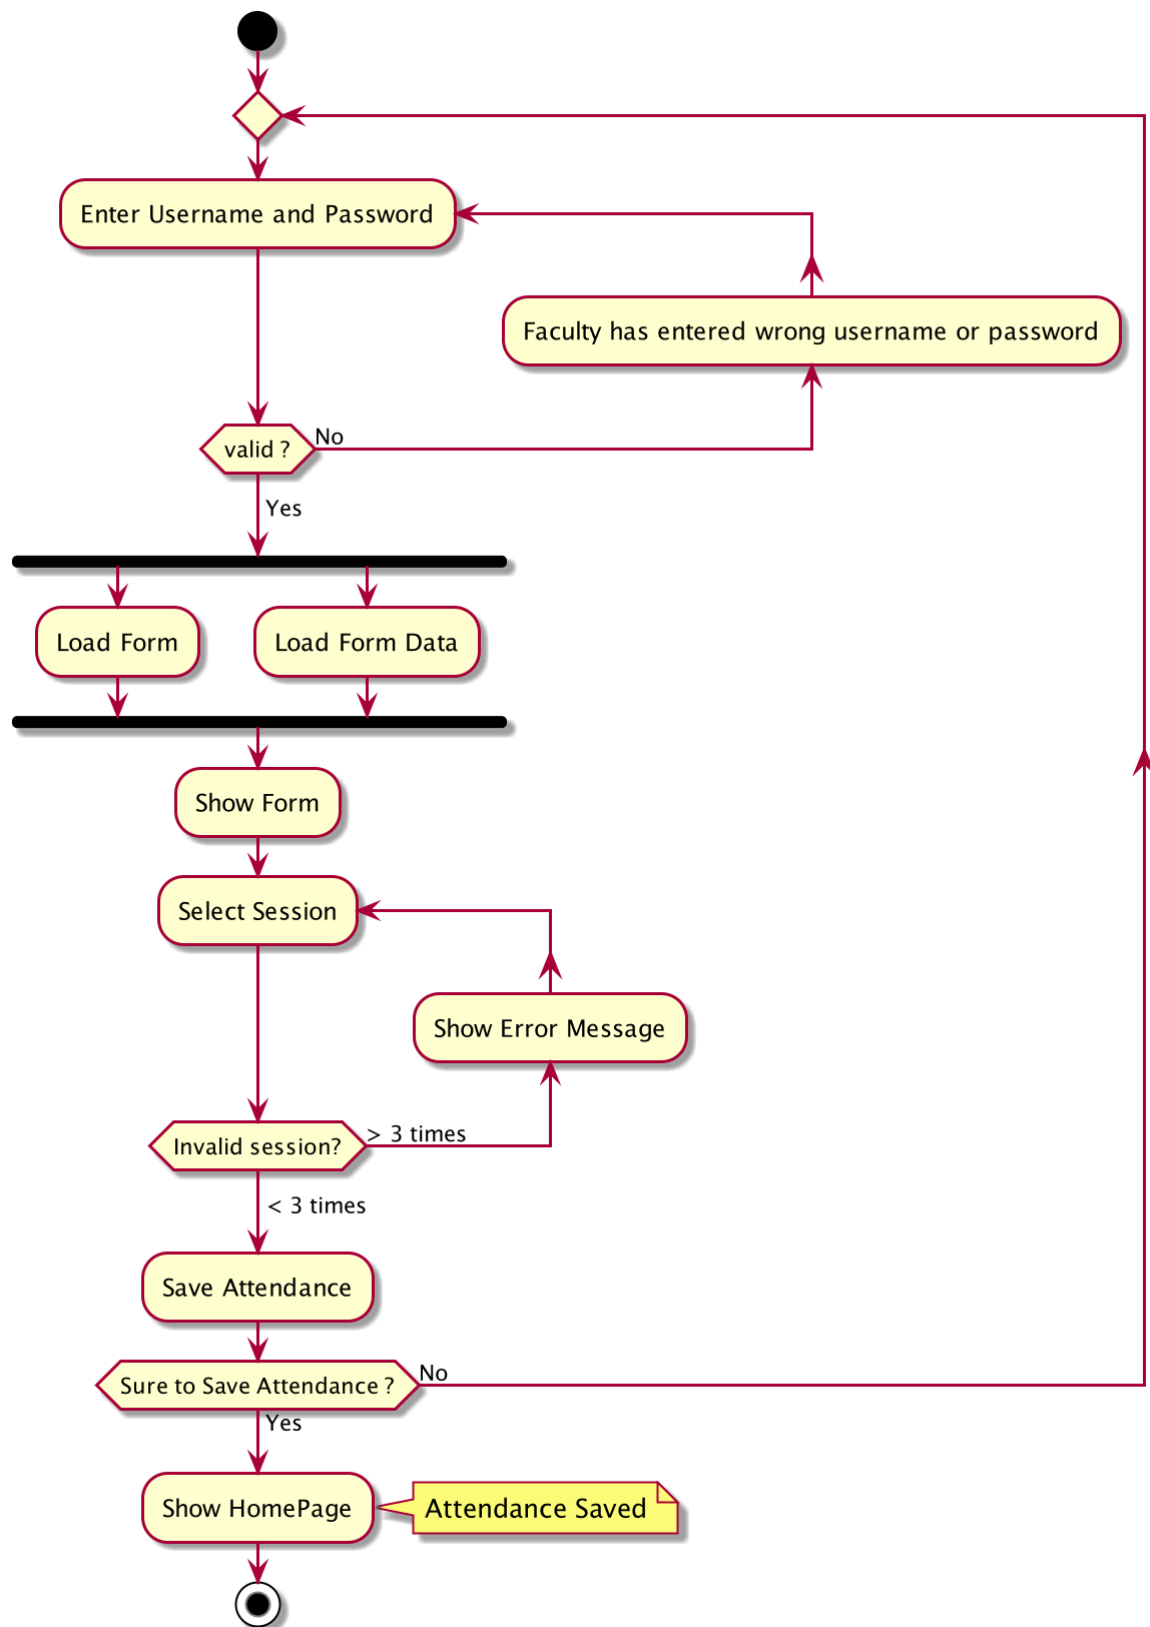 Enter Username and Password
Faculty has entered wrong username or password
valid ?
No
Yes
Load Form
Load Form Data
Show Form
Select Session
Show Error Message
Invalid session?
> 3 times
< 3 times
Save Attendance
Sure to Save Attendance ?
No
Yes
Show HomePage
Attendance Saved